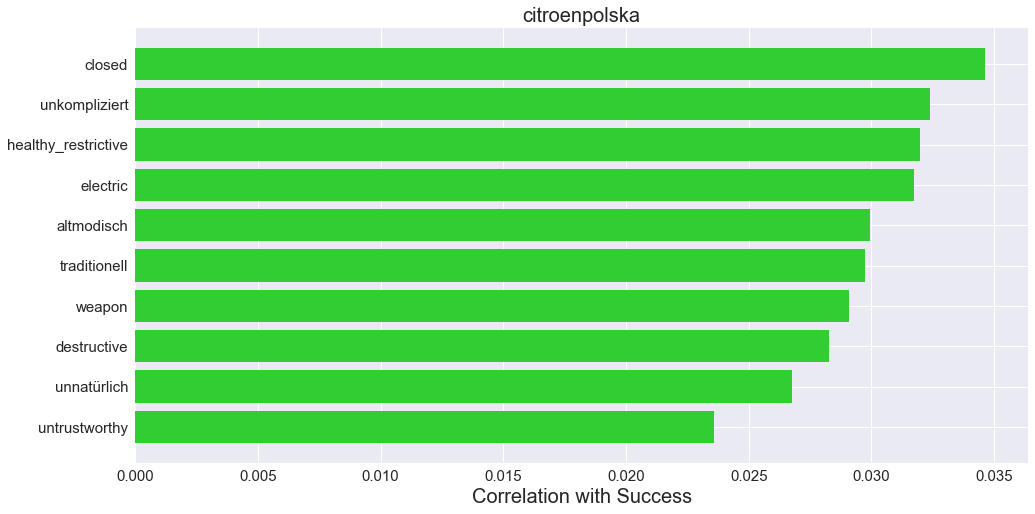 citroenpolska
closed
unkompliziert
healthy_restrictive
electric
altmodisch
traditionell
weapon
destructive
unnatürlich
untrustworthy
0.000 0.005 0.010 0.015 0.020 0.025 0.030 0.035
Correlation with Success